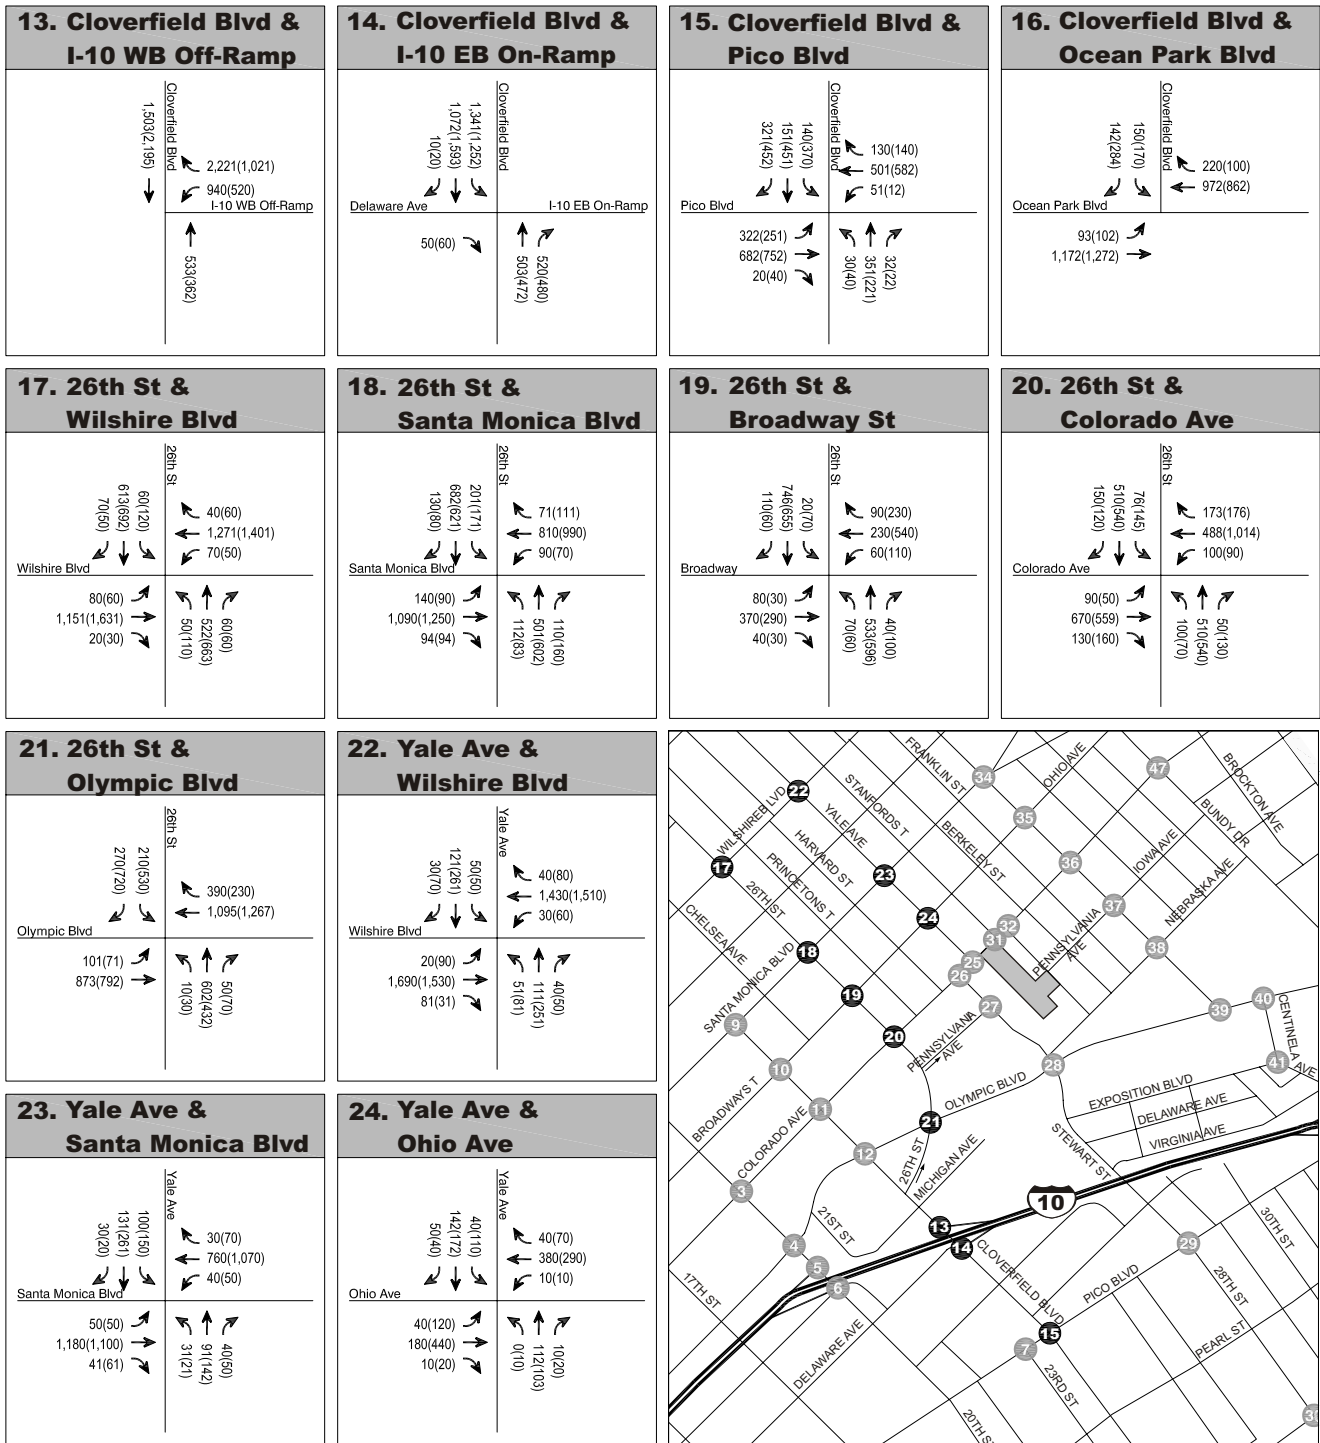 13. Cloverfield Blvd &
I-10 WB Off-Ramp
1,503(2,195)
Cloverfield Blvd
2,221(1,021)
940(520)
I-10 WB Off-Ramp
533(362)
14. Cloverfield Blvd &
I-10 EB On-Ramp
10(20)
1,072(1,593)
1,341(1,252)
Cloverfield Blvd
Delaware Ave
I-10 EB On-Ramp
50(60)
503(472)
520(480)
15. Cloverfield Blvd &
Pico Blvd
321(452)
151(451)
140(370)
Cloverfield Blvd
130(140)
501(582)
51(12)
Pico Blvd
322(251)
682(752)
20(40)
30(40)
351(221)
32(22)
16. Cloverfield Blvd &
Ocean Park Blvd
142(284)
150(170)
Cloverfield Blvd
220(100)
972(862)
Ocean Park Blvd
93(102)
1,172(1,272)
17. 26th St &
Wilshire Blvd
70(50)
613(692)
60(120)
26th St
40(60)
1,271(1,401)
70(50)
Wilshire Blvd
80(60)
1,151(1,631)
20(30)
50(110)
522(663)
60(60)
18. 26th St &
Santa Monica Blvd
130(80)
682(621)
201(171)
26th St
71(111)
810(990)
90(70)
Santa Monica Blvd
140(90)
1,090(1,250)
94(94)
112(83)
501(602)
110(160)
19. 26th St &
Broadway St
110(60)
746(655)
20(70)
26th St
90(230)
230(540)
60(110)
Broadway
80(30)
370(290)
40(30)
70(60)
533(596)
40(100)
20. 26th St &
Colorado Ave
150(120)
510(540)
76(145)
26th St
173(176)
488(1,014)
100(90)
Colorado Ave
90(50)
670(559)
130(160)
100(70)
510(540)
50(130)
21. 26th St &
Olympic Blvd
270(720)
210(530)
26th St
390(230)
1,095(1,267)
Olympic Blvd
101(71)
873(792)
10(30)
602(432)
50(70)
22. Yale Ave &
Wilshire Blvd
30(70)
121(261)
50(50)
Yale Ave
40(80)
1,430(1,510)
30(60)
Wilshire Blvd
20(90)
1,690(1,530)
81(31)
51(81)
111(251)
40(50)
23. Yale Ave &
Santa Monica Blvd
30(20)
131(261)
100(150)
Yale Ave
30(70)
760(1,070)
40(50)
Santa Monica Blvd
50(50)
1,180(1,100)
41(61)
31(21)
91(142)
40(50)
24. Yale Ave &
Ohio Ave
50(40)
142(172)
40(110)
Yale Ave
40(70)
380(290)
10(10)
Ohio Ave
40(120)
180(440)
10(20)
0(10)
112(103)
10(20)
FRANKLIN ST
OHIO AVE
BROCKTON AVE
34
47
22
WILSHIREB LVD
STANFORDS T
YALE AVE
35
BERKELEY ST
BUNDY DR
IOWA AVE
17
HARVARD ST
PRINCETONS T
23
36
NEBRASKA AVE
26TH ST
CHELSEA AVE
24
37
32
31
PENNSYLVANIA AVE
38
18
SANTA MONICA BLVD
25
26
19
27
39
40
CENTINELA AVE
9
20
PENNSYLVANIA AVE
28
41
10
OLYMPIC BLVD
EXPOSITION BLVD
DELAWARE AVE
VIRGINIA AVE
BROADWAYS T
11
21
COLORADO AVE
12
26TH ST
MICHIGAN AVE
STEWART ST
3
10
21ST ST
13
14
4
5
6
CLOVERFIELD BLVD
29
30TH ST
17TH ST
PICO BLVD
28TH ST
15
7
PEARL ST
DELAWARE AVE
23RD ST
20TH ST